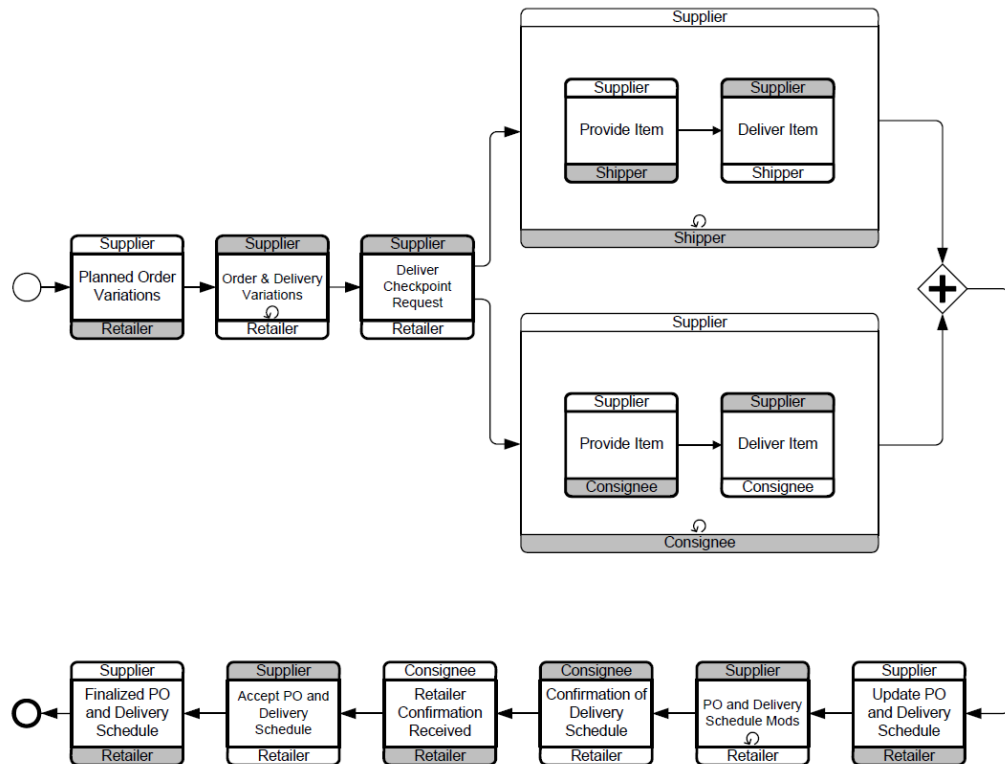 Supplier
Supplier
Provide Item
Shipper
Supplier
Deliver Item
Shipper
Shipper
Supplier
Planned Order
Variations
Retailer
Supplier
Order & Delivery
Variations
Retailer
Supplier
Deliver
Checkpoint
Request
Retailer
Supplier
Supplier
Provide Item
Consignee
Supplier
Deliver Item
Consignee
Consignee
Supplier
Finalized PO
and Delivery
Schedule
Retailer
Supplier
Accept PO and
Delivery
Schedule
Retailer
Consignee
Retailer
Confirmation
Received
Retailer
Consignee
Confirmation of
Delivery
Schedule
Retailer
Supplier
PO and Delivery
Schedule Mods
Retailer
Supplier
Update PO
and Delivery
Schedule
Retailer